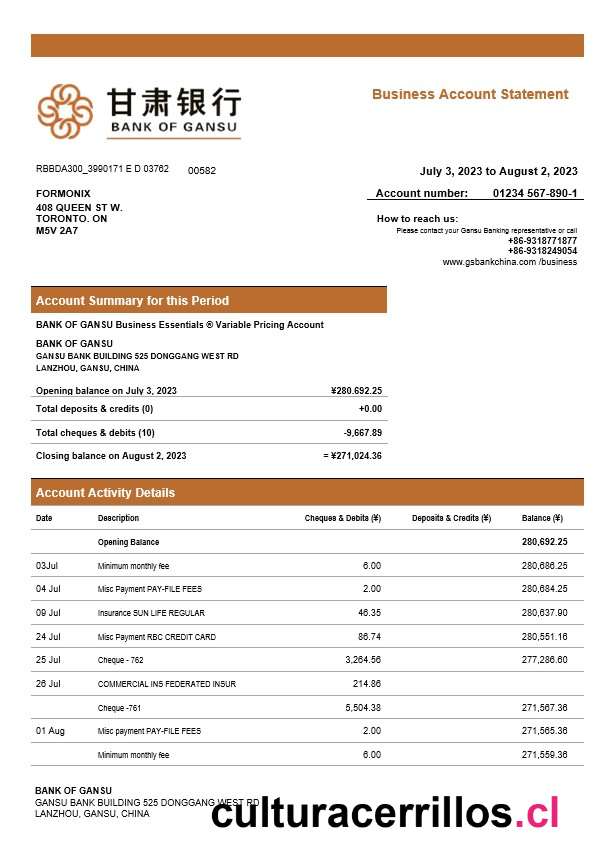 甘肃银行
BANK OF GANSU
Business Account Statement
RBBDA300_3990171 E D 03762 00582
July 3, 2023 to August 2, 2023
FORMONIX
Account number: 01234 567-890-1
408 QUEEN ST W.
TORONTO. ON
M5V 2A7
How to reach us:
Please contact your Gansu Banking representative or call
+86-9318771877
+86-9318249054
www.gsbankchina.com /business
Account Summary for this Period
BANK OF GANSU Business Essentials ® Variable Pricing Account
BANK OF GANSU
GANSU BANK BUILDING 525 DONGGANG WEST RD
LANZHOU, GANSU, CHINA
Opening balance on July 3, 2023 ¥280.692.25
Total deposits & credits (0) +0.00
Total cheques & debits (10) -9,667.89
Closing balance on August 2, 2023 = ¥271,024.36
Account Activity Details
Date Description Cheques & Debits (¥) Deposits & Credits (¥) Balance (¥)
Opening Balance 280,692.25
03Jul Minimum monthly fee 6.00 280,686.25
04 Jul Misc Payment PAY-FILE FEES 2.00 280,684.25
09 Jul Insurance SUN LIFE REGULAR 46.35 280,637.90
24 Jul Misc Payment RBC CREDIT CARD 86.74 280,551.16
25 Jul Cheque - 762 3,264.56 277,286.60
26 Jul COMMERCIAL INS FEDERATED INSUR 214.86
Cheque -761 5,504.38 271,567.36
01 Aug Misc payment PAY-FILE FEES 2.00 271,565.36
Minimum monthly fee 6.00 271,559.36
BANK OF GANSU
GANSU BANK BUILDING 525 DONGGANG WEST RD
LANZHOU, GANSU, CHINA
culturacerrillos.cl